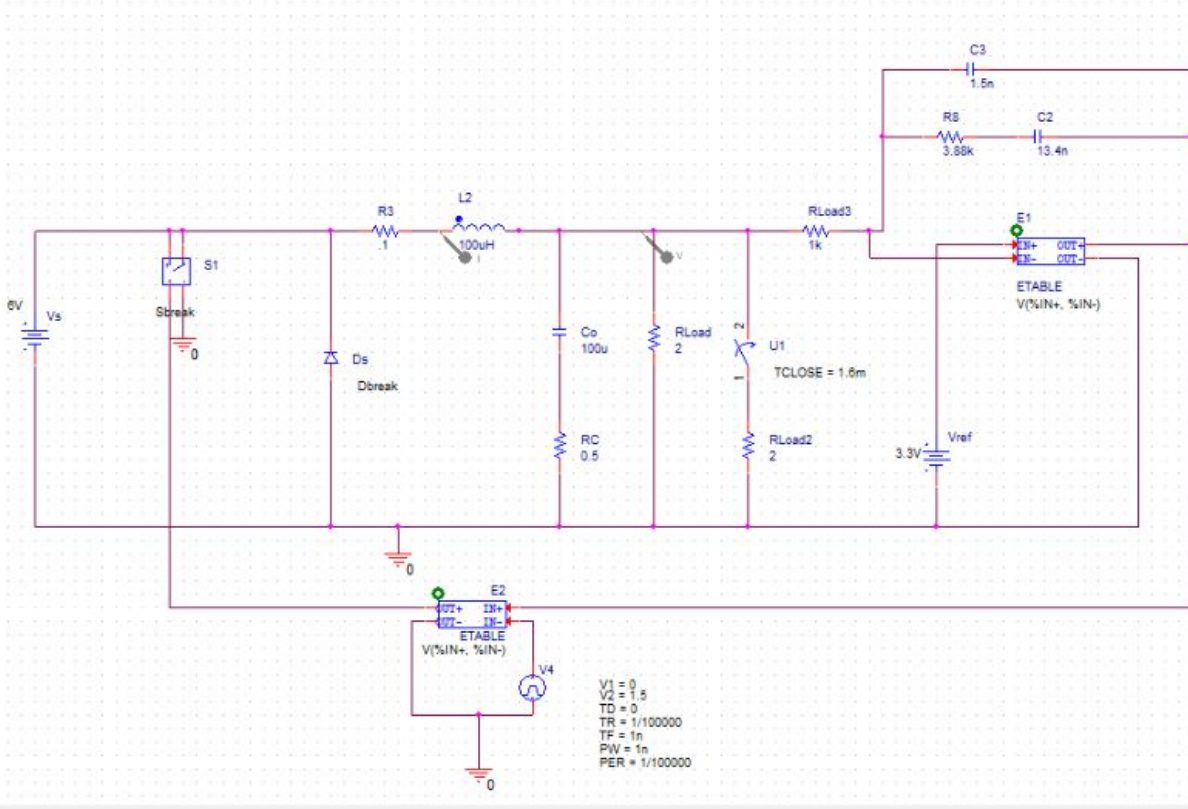 C3
1.5n
R8
C2
3.88k
13.4n
L2
R3
RLoad3
.1
100uH
1k
E1
IN+ OUT+
IN- OUT-
I
V
S1
ETABLE
V(%IN+, %IN-)
6V
Vs
Sbreak
0
Co
100u
RLoad
2
2
U1
1
TCLOSE = 1.6m
Ds
Dbreak
RC
0.5
RLoad2
2
Vref
3.3V
0
E2
OUT+ IN+
OUT- IN-
ETABLE
V(%IN+, %IN-)
V4
V1 = 0
V2 = 1.5
TD = 0
TR = 1/100000
TF = 1n
PW = 1n
PER = 1/100000
0